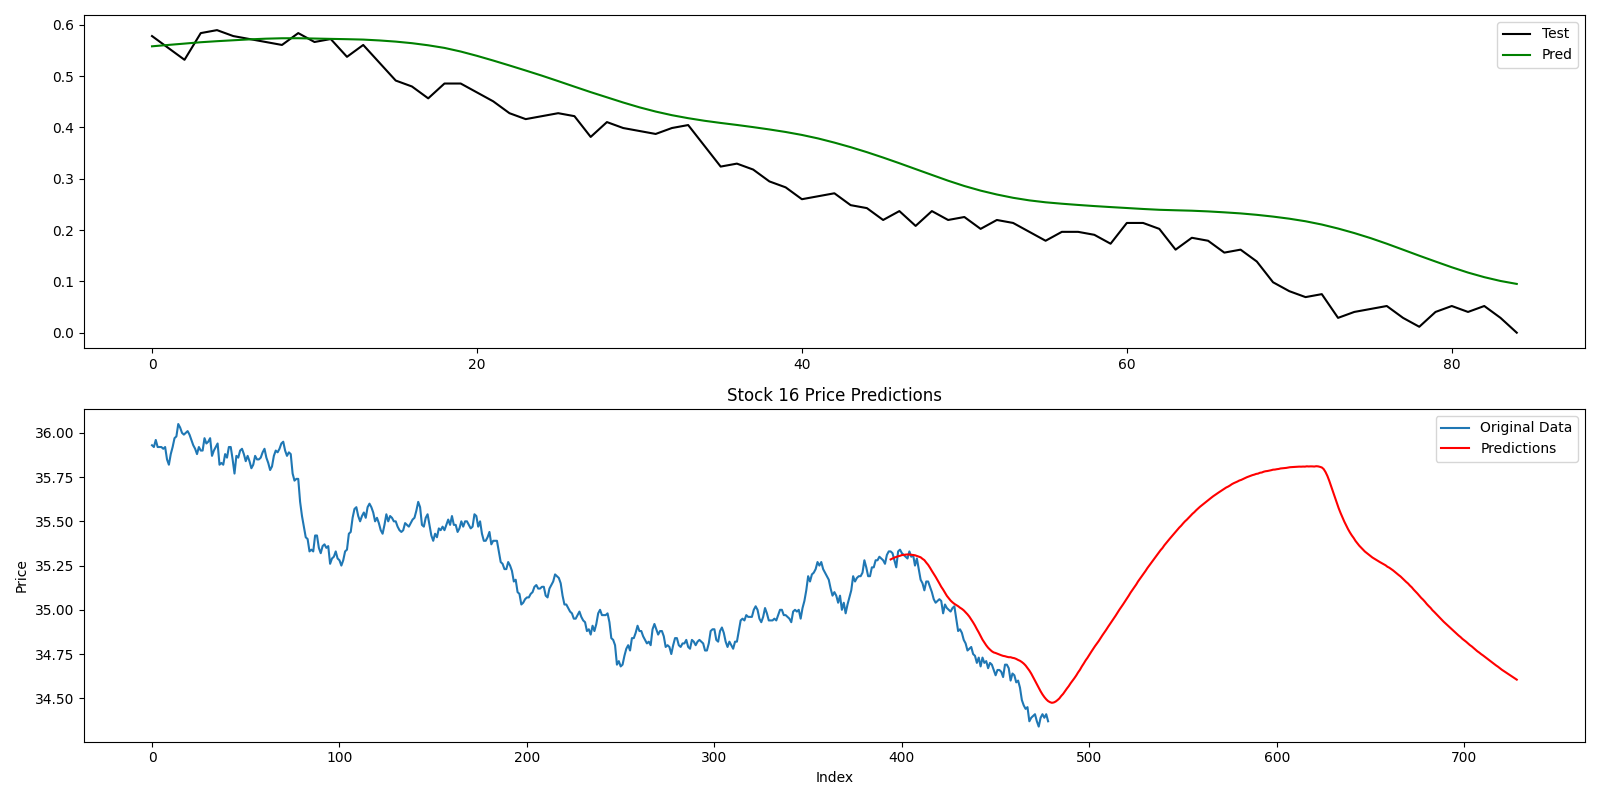 0.6
0.5
0.4
0.3
0.2
0.1
0.0
Test
Pred
0 20 40 60 80
Stock 16 Price Predictions
36.00
35.75
35.50
35.25
35.00
34.75
34.50
Price
Original Data
Predictions
0 100 200 300 400 500 600 700
Index